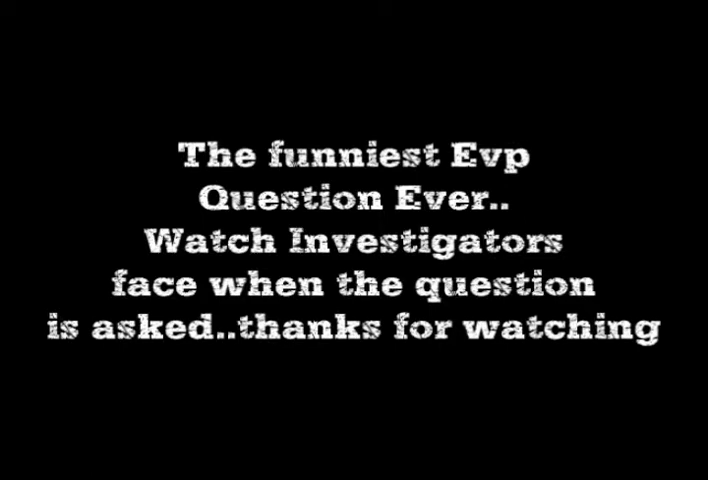 The funniest Evp
Question Ever..
Watch Investigators
face when the question
is asked..thanks for watching